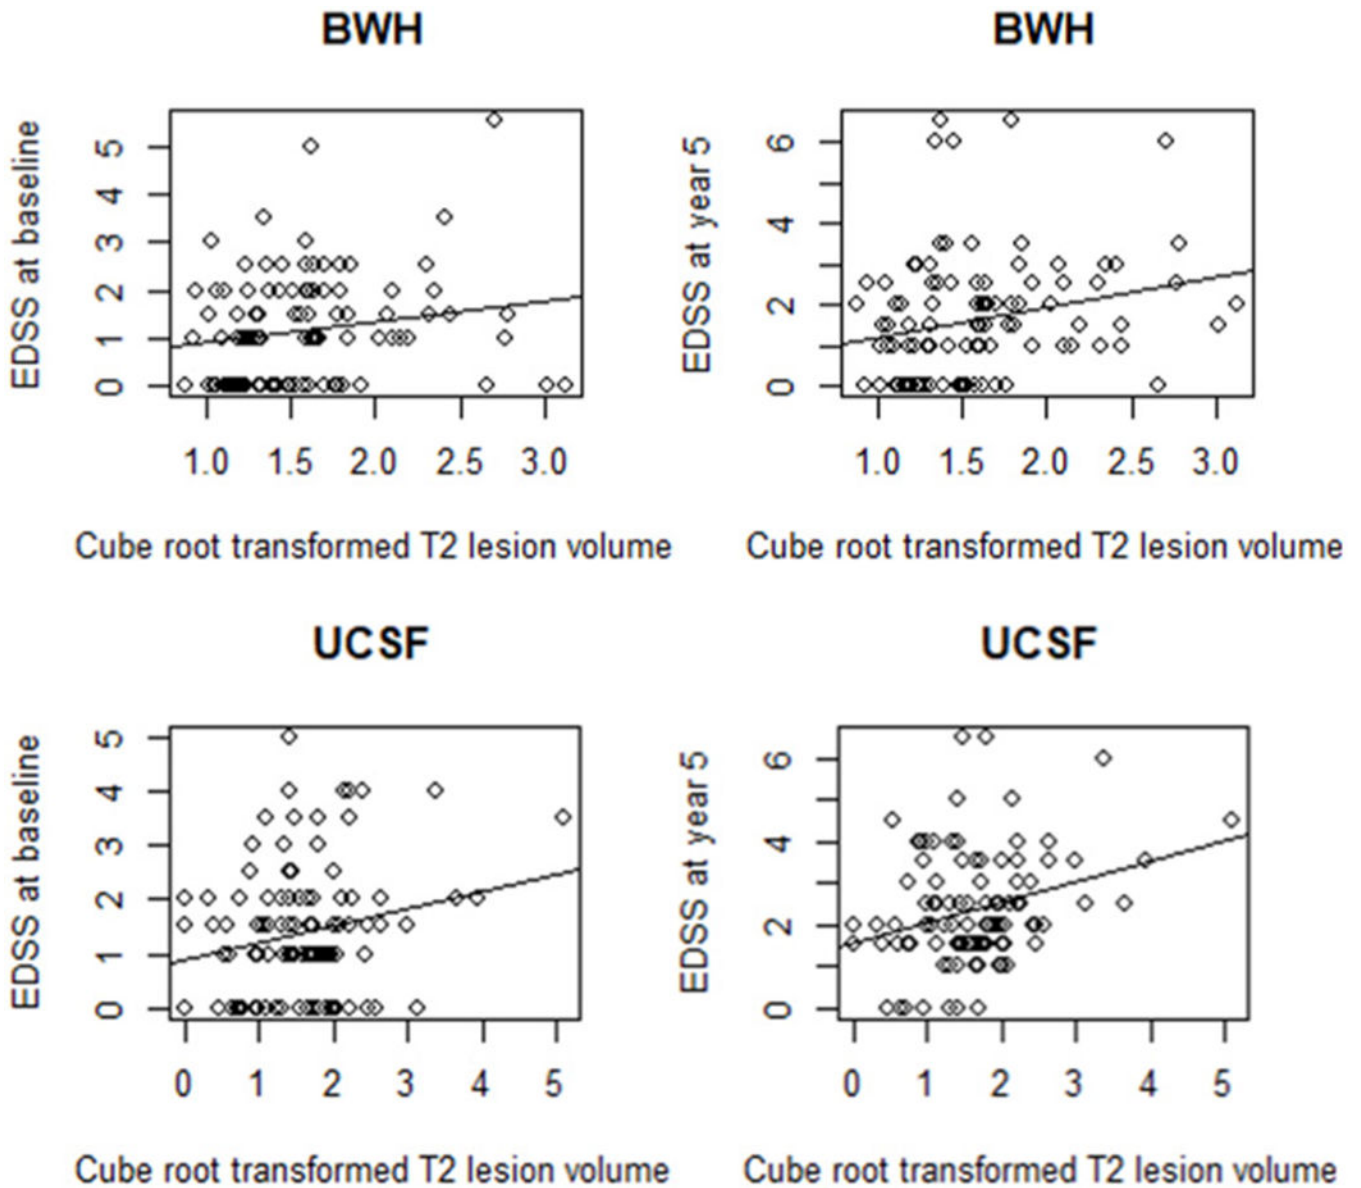 BWH
EDSS at baseline
0 1 2 3 4 5
1.0 1.5 2.0 2.5 3.0
Cube root transformed T2 lesion volume
BWH
EDSS at year 5
0 2 4 6
1.0 1.5 2.0 2.5 3.0
Cube root transformed T2 lesion volume
UCSF
EDSS at baseline
0 1 2 3 4 5
0 1 2 3 4 5
Cube root transformed T2 lesion volume
UCSF
EDSS at year 5
0 2 4 6
0 1 2 3 4 5
Cube root transformed T2 lesion volume